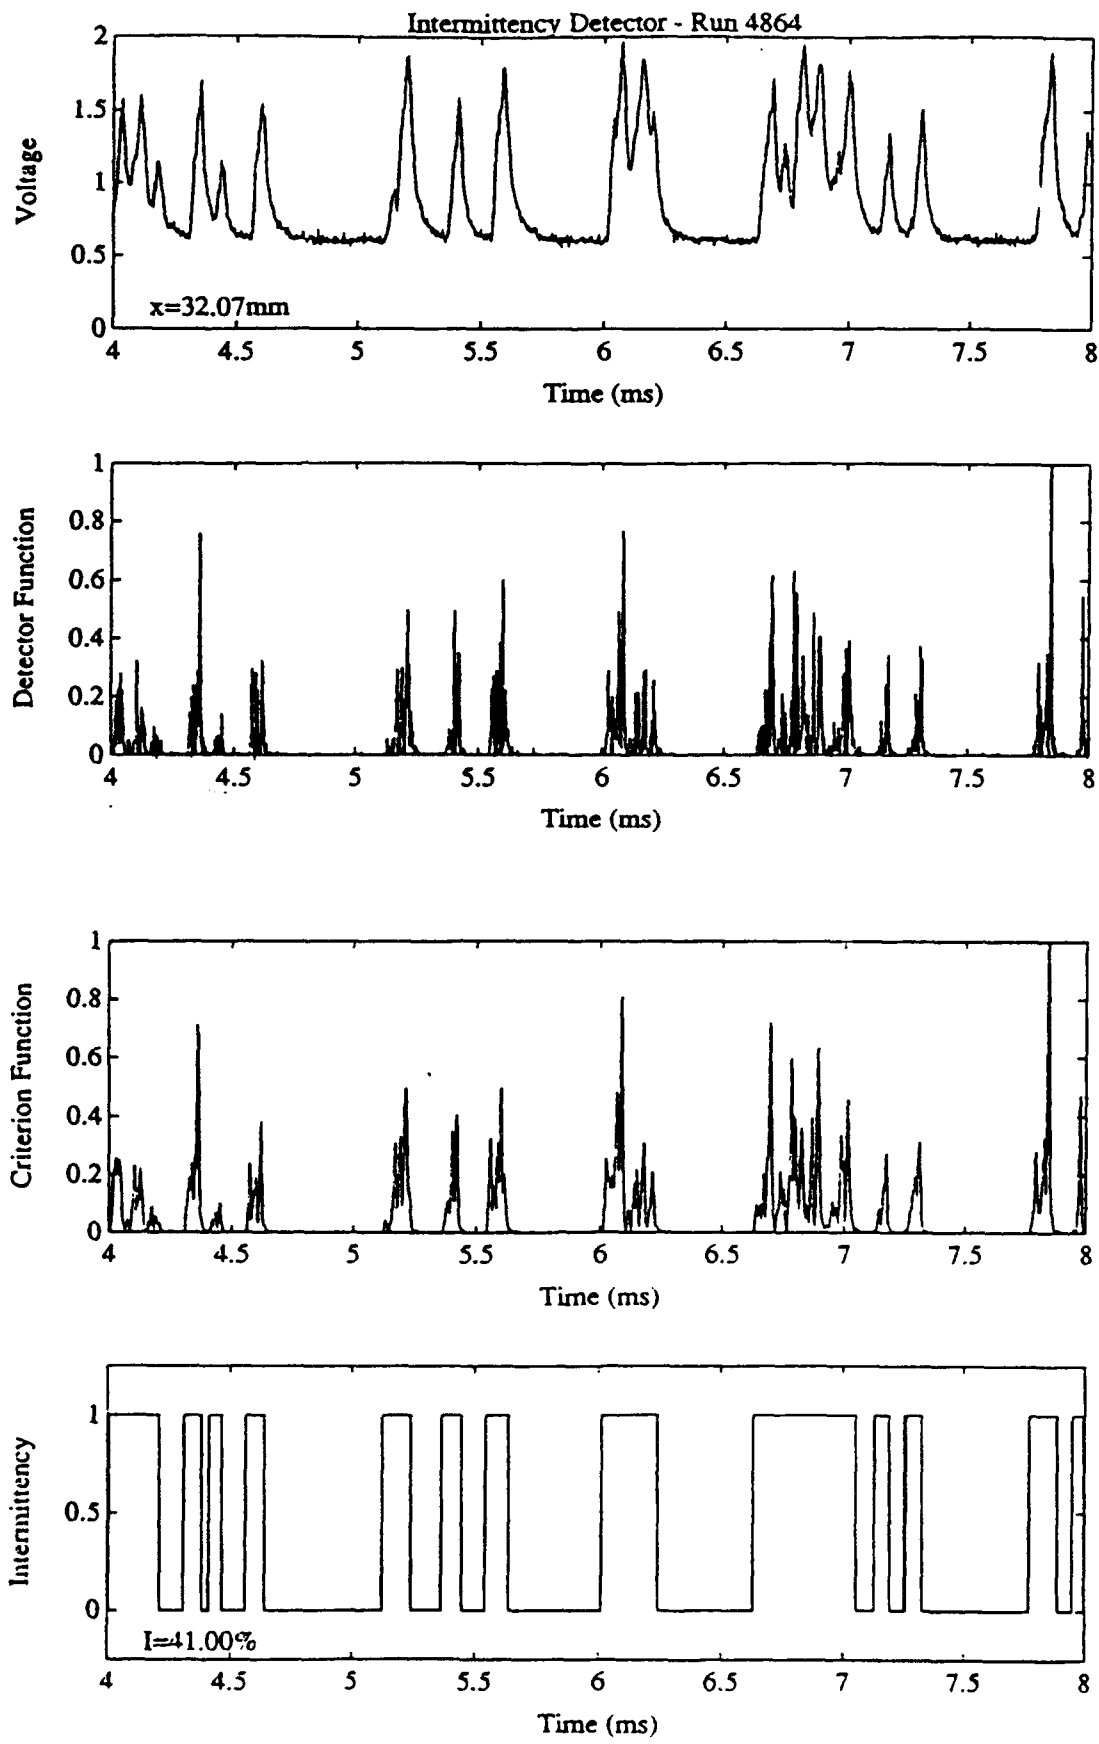 Intermittency Detector - Run 4864
2
1.5
1
0.5
0
Voltage
x=32.07mm
4 4.5 5 5.5 6 6.5 7 7.5 8
Time (ms)
1
0.8
0.6
0.4
0.2
0
Detector Function
4 4.5 5 5.5 6 6.5 7 7.5 8
Time (ms)
1
0.8
0.6
0.4
0.2
0
Criterion Function
4 4.5 5 5.5 6 6.5 7 7.5 8
Time (ms)
1
0.5
0
Intermittency
I=41.00%
4 4.5 5 5.5 6 6.5 7 7.5 8
Time (ms)